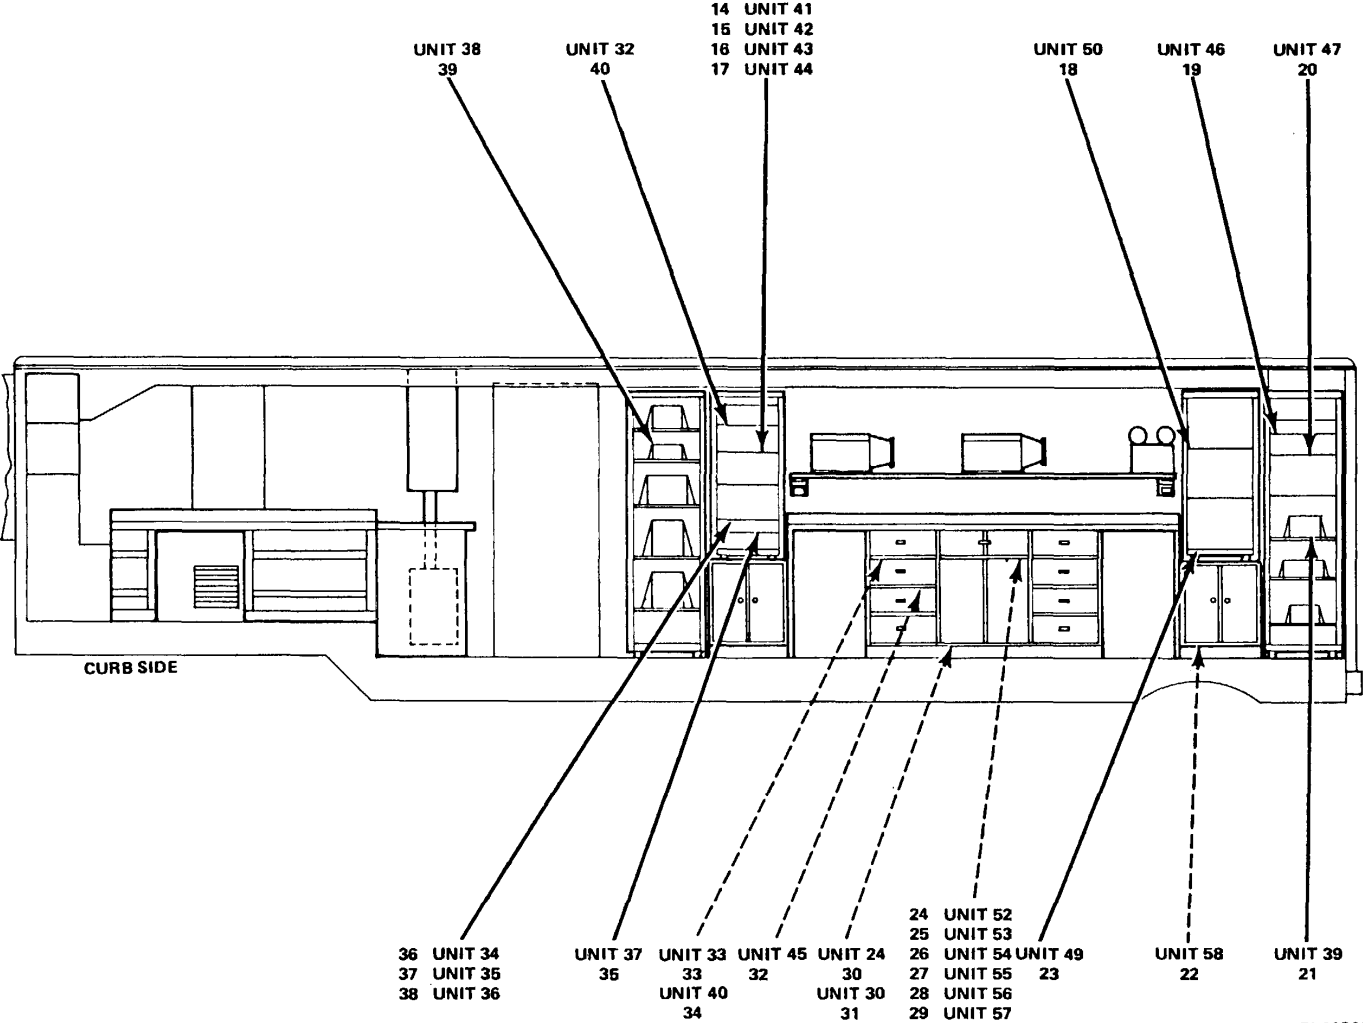 14 UNIT 41
15 UNIT 42
16 UNIT 43
17 UNIT 44
UNIT 38
39
UNIT 32
40
UNIT 50
18
UNIT 46
19
UNIT 47
20
CURB SIDE
36 UNIT 34
37 UNIT 35
38 UNIT 36
UNIT 37
35
UNIT 33
33
UNIT 40
34
UNIT 45
32
UNIT 24
30
UNIT 30
31
24 UNIT 52
25 UNIT 53
26 UNIT 54
27 UNIT 55
28 UNIT 56
29 UNIT 57
UNIT 49
23
UNIT 58
22
UNIT 39
21